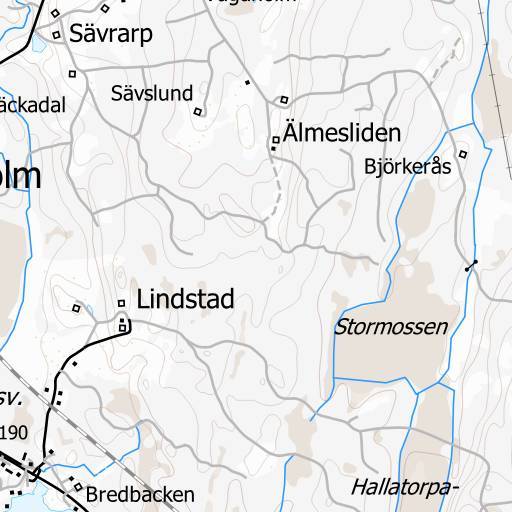 Sävrarp
Sävslund
Älmesliden
Björkerås
Lindstad
Stormossen
190
Bredbacken
Hallatorpa-